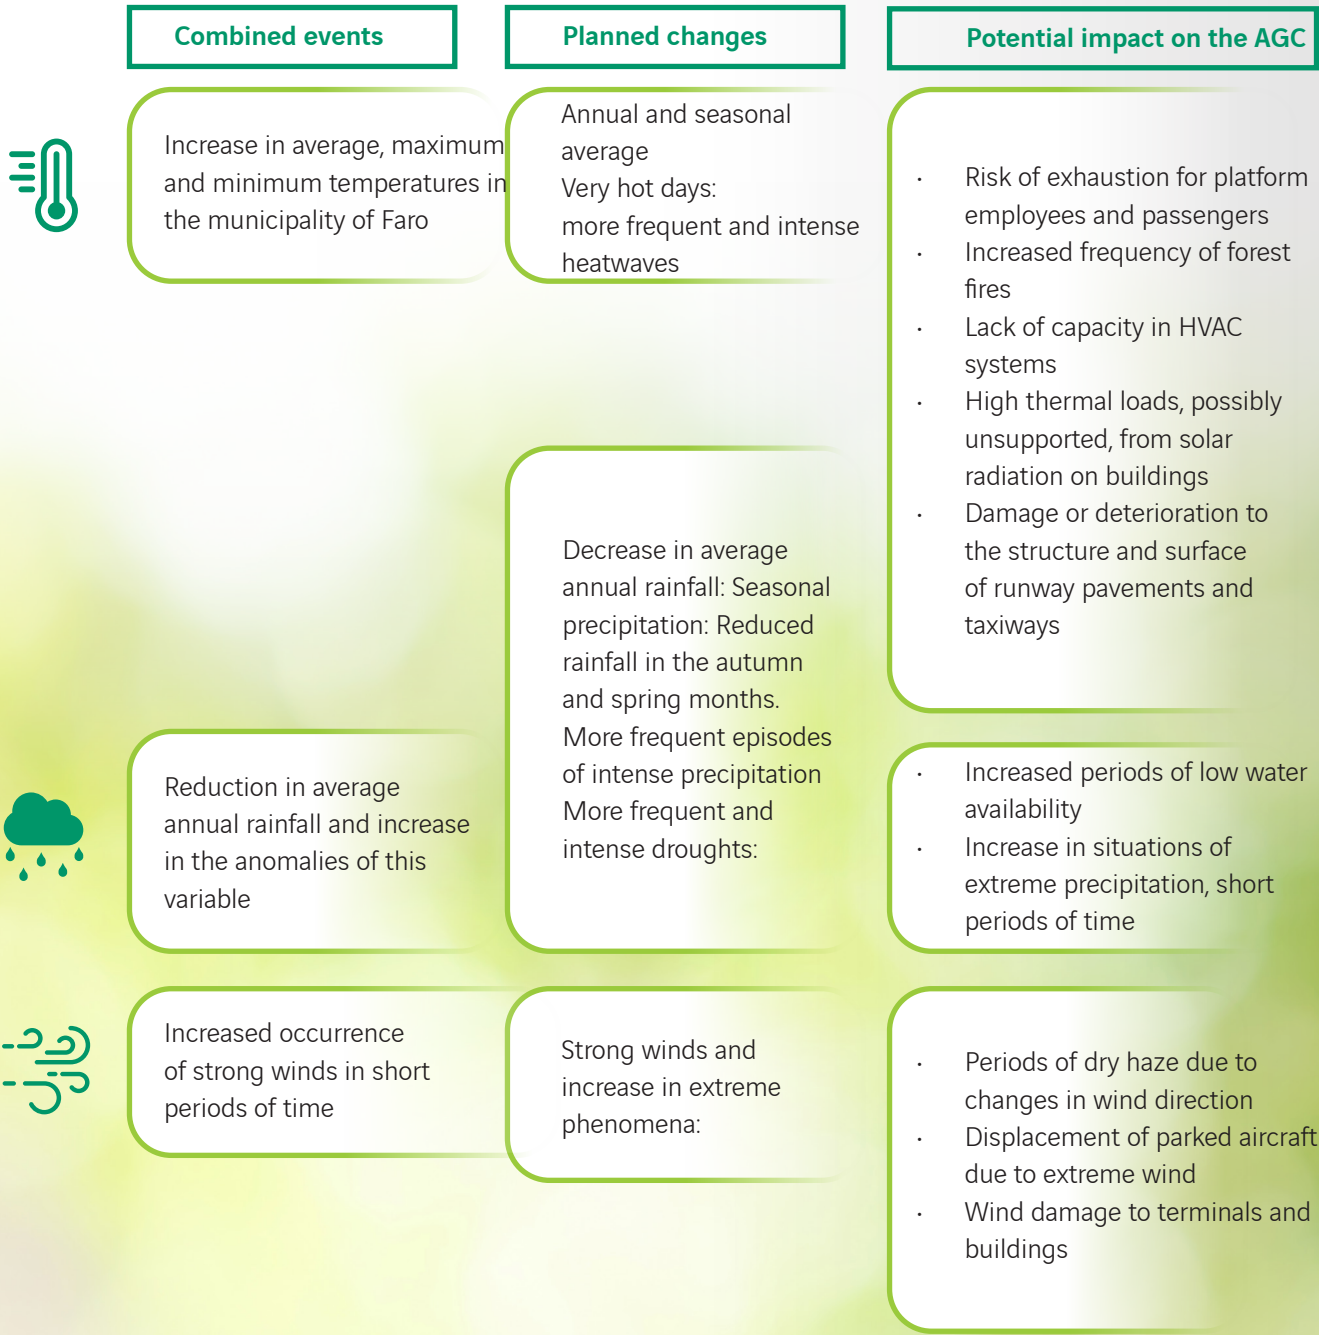 Combined events
Planned changes
Potential impact on the AGC
Increase in average, maximum
and minimum temperatures in
the municipality of Faro
Annual and seasonal
average
Very hot days:
more frequent and intense
heatwaves
· Risk of exhaustion for platform
employees and passengers
· Increased frequency of forest
fires
· Lack of capacity in HVAC
systems
· High thermal loads, possibly
unsupported, from solar
radiation on buildings
· Damage or deterioration to
the structure and surface
of runway pavements and
taxiways
Reduction in average
annual rainfall and increase
in the anomalies of this
variable
Decrease in average
annual rainfall: Seasonal
precipitation: Reduced
rainfall in the autumn
and spring months.
More frequent episodes
of intense precipitation
More frequent and
intense droughts:
· Increased periods of low water
availability
· Increase in situations of
extreme precipitation, short
periods of time
Increased occurrence
of strong winds in short
periods of time
Strong winds and
increase in extreme
phenomena:
· Periods of dry haze due to
changes in wind direction
· Displacement of parked aircraft
due to extreme wind
· Wind damage to terminals and
buildings